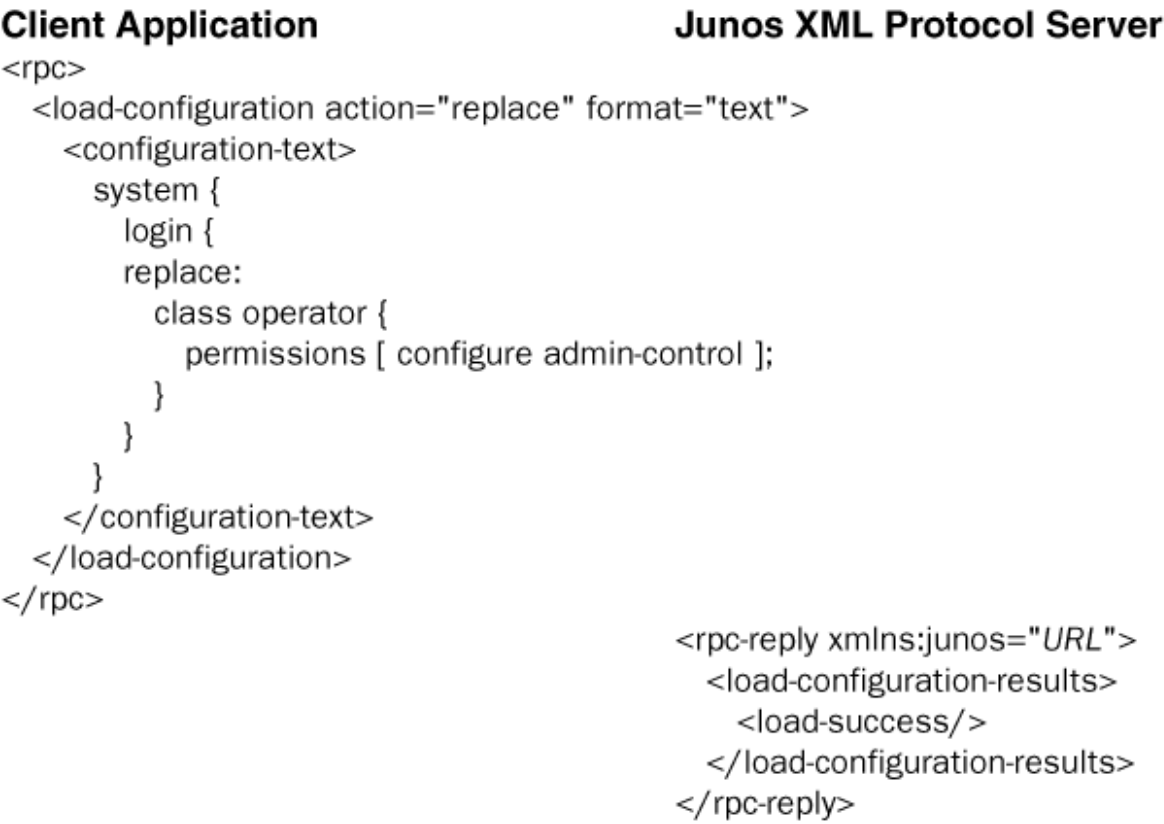 Client Application Junos XML Protocol Server
<rpc>
<load-configuration action="replace" format="text">
<configuration-text>
system {
login {
replace:
class operator {
permissions [ configure admin-control ];
}
}
}
</configuration-text>
</load-configuration>
</rpc>
<rpc-reply xmlns:junos="URL">
<load-configuration-results>
<load-success/>
</load-configuration-results>
</rpc-reply>